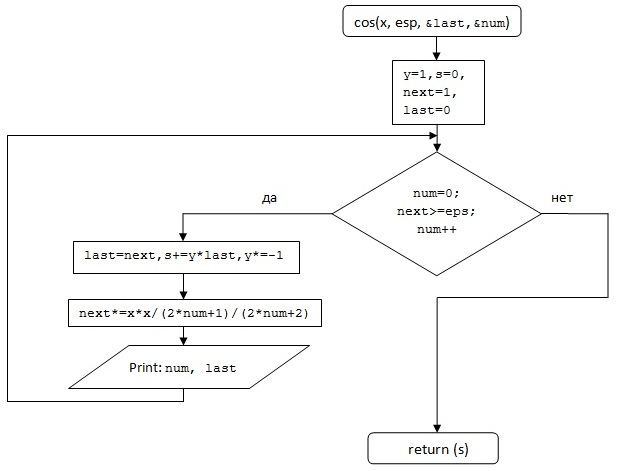 cos(x, esp, &last,&num)
y=1,s=0,
next=1,
last=0
num=0;
next>=eps;
num++
да
нет
last=next,s+=y*last,y*=-1
next*=x*x/(2*num+1)/(2*num+2)
Print: num, last
return (s)